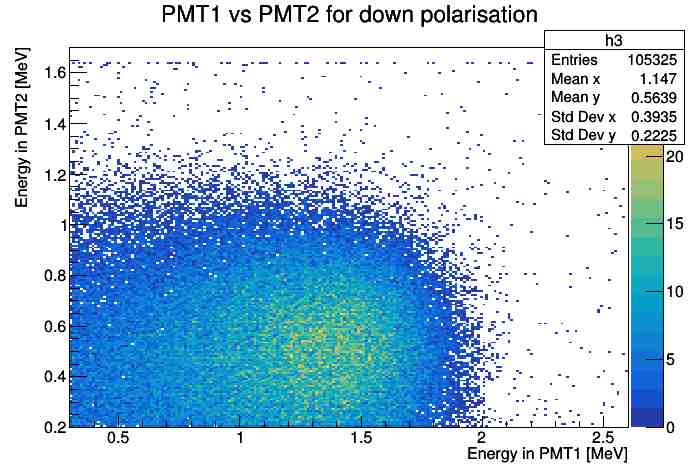 PMT1 vs PMT2 for down polarisation
h3
Entries 105325
Mean x 1.147
Mean y 0.5639
Std Dev x 0.3935
Std Dev y 0.2225
Energy in PMT2 [MeV]
1.6
1.4
1.2
1
0.8
0.6
0.4
0.2
20
15
10
5
0
0.5 1 1.5 2 2.5
Energy in PMT1 [MeV]